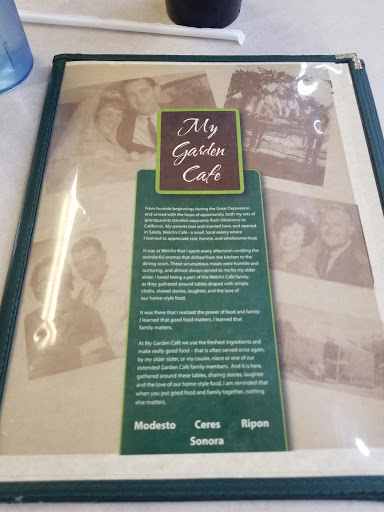 My
Garden
Cafe
From humble beginnings during the Great Depression,
and armed with the hope of opportunity, both my sets of
grandparents traveled separately from Oklahoma to
California. My parents met and married here, and opened
in Salida, Welch's Cafe - a small, local eatery where
I learned to appreciate real, honest, and wholesome food.
It was at Welch's that I spent every afternoon smelling the
wonderful aromas that drifted from the kitchen to the
dining room. These scrumptious meals were humble and
nurturing, and almost always served to me by my older
sister. I loved being a part of the Welch's Cafe family,
as they gathered around tables draped with simple
cloths, shared stories, laughter, and the love of
our home-style food.
It was there that I realized the power of food and family:
I learned that good food matters. I learned that
family matters.
At My Garden Café we use the freshest ingredients and
make really good food – that is often served once again,
by my older sister, or my cousin, niece or one of our
extended Garden Cafe family members. And it is here,
gathered around these tables, sharing stories, laughter
and the love of our home-style food, I am reminded that
when you put good food and family together, nothing
else matters.
Modesto Ceres Ripon
Sonora